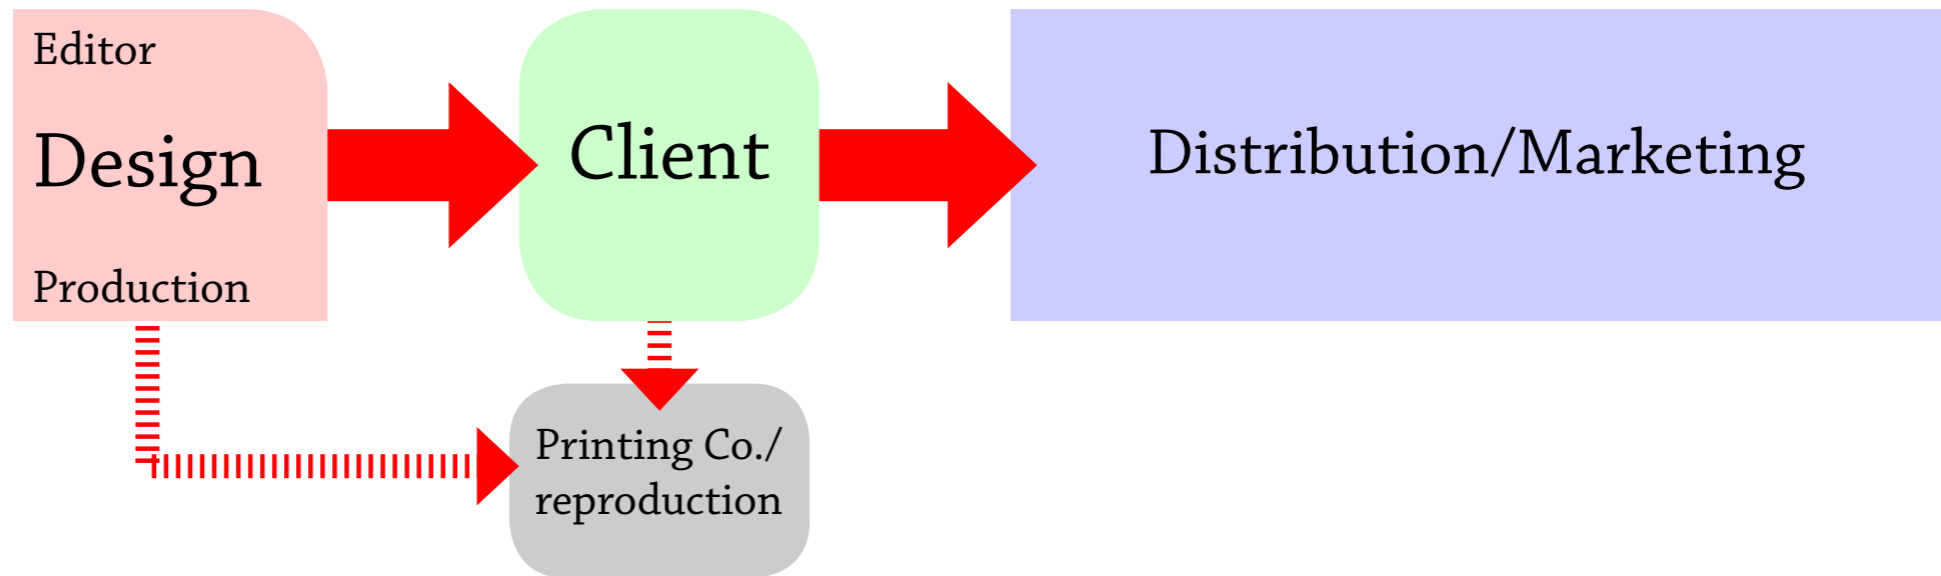 Editor
Design
Production
Client
Distribution/Marketing
Printing Co./
reproduction